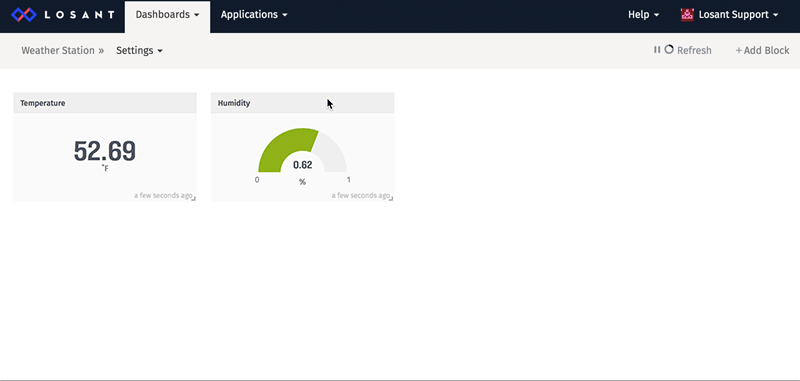 LOSANT Dashboards Applications Help Losant Support
Weather Station » Settings Refresh + Add Block
Temperature Humidity
52.69
°F
0.62
0 1
%
a few seconds ago a few seconds ago